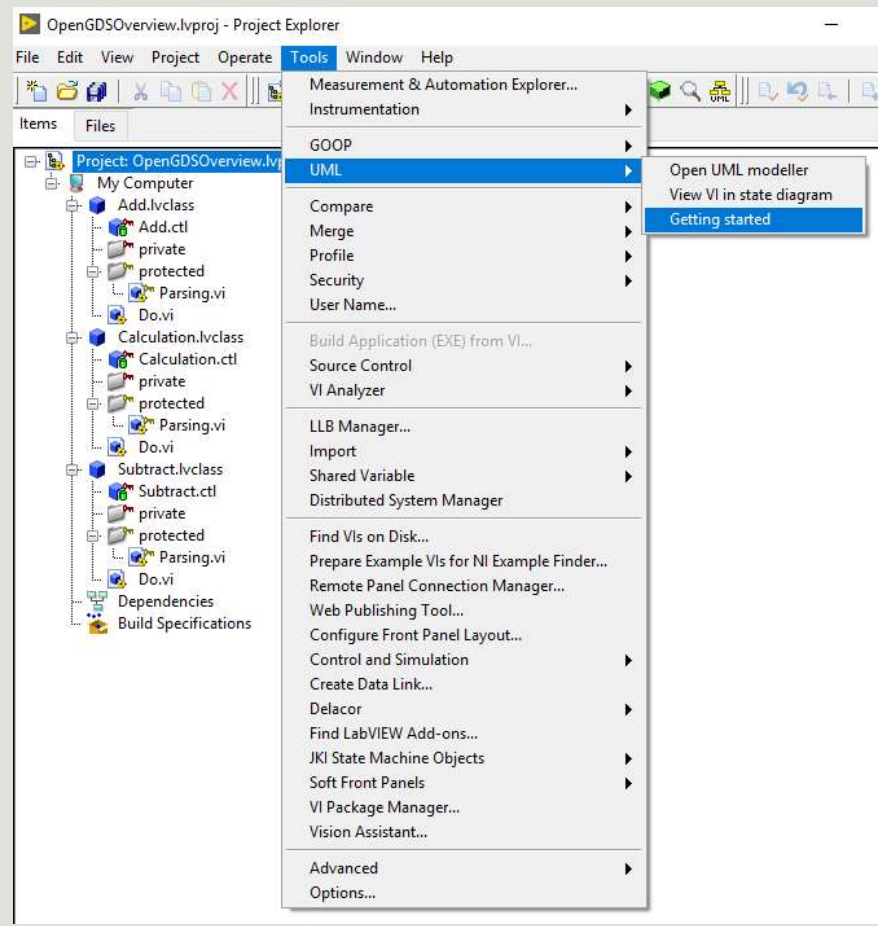 OpenGDSOverview.lvproj - Project Explorer
File Edit View Project Operate Tools Window Help
UML
Items Files
Project: OpenGDSOverview.lvp
My Computer
Add.lvclass
Add.ctl
private
protected
Parsing.vi
Do.vi
Calculation.lvclass
Calculation.ctl
private
protected
Parsing.vi
Do.vi
Subtract.lvclass
Subtract.ctl
private
protected
Parsing.vi
Do.vi
Dependencies
Build Specifications
Measurement & Automation Explorer...
Instrumentation
GOOP
UML
Compare
Merge
Profile
Security
User Name...
Build Application (EXE) from VI...
Source Control
VI Analyzer
LLB Manager...
Import
Shared Variable
Distributed System Manager
Find VIs on Disk...
Prepare Example VIs for NI Example Finder...
Remote Panel Connection Manager...
Web Publishing Tool...
Configure Front Panel Layout...
Control and Simulation
Create Data Link...
Delacor
Find LabVIEW Add-ons...
JKI State Machine Objects
Soft Front Panels
VI Package Manager...
Vision Assistant...
Advanced
Options...
Open UML modeller
View VI in state diagram
Getting started